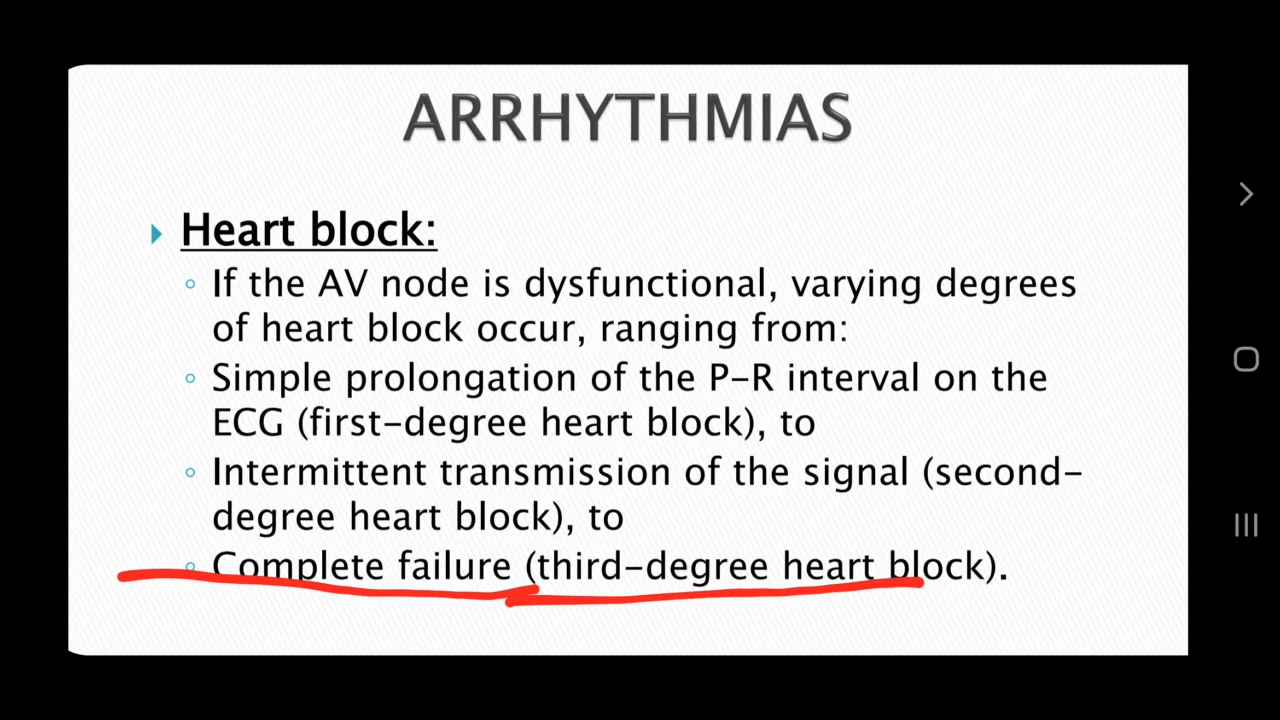 ARRHYTHMIAS
Heart block:
If the AV node is dysfunctional, varying degrees
of heart block occur, ranging from:
Simple prolongation of the P-R interval on the
ECG (first-degree heart block), to
Intermittent transmission of the signal (second-
degree heart block), to
Complete failure (third-degree heart block).